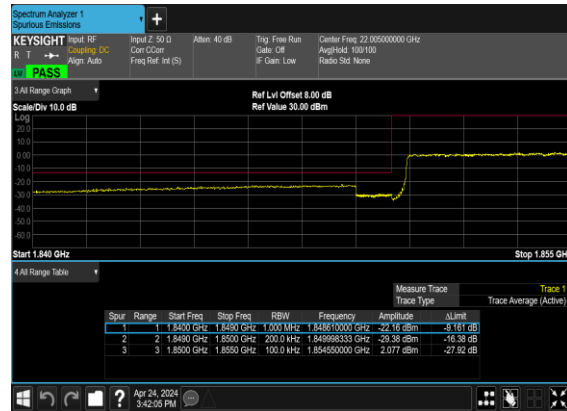 Spectrum Analyzer 1
Spurious Emissions
KEYSIGHT Input: RF Input Z: 50 Ω Atten: 40 dB Trig: Free Run Center Freq: 22.005000000 GHz
R T Coupling: DC Corr CCorr Gate: Off Avg|Hold: 100/100
Align: Auto Freq Ref: Int (S) IF Gain: Low Radio Std: None
PASS
3 All Range Graph
Ref Lvl Offset 8.00 dB
Scale/Div 10.0 dB Ref Value 30.00 dBm
Log
20.0
10.0
0.00
-10.0
-20.0
-30.0
-40.0
-50.0
-60.0
Start 1.840 GHz Stop 1.855 GH
4 All Range Table
Measure Trace Trace 1
Trace Type Trace Average (Active)
Spur Range Start Freq Stop Freq RBW Frequency Amplitude ΔLimit
1 1 1.8400 GHz 1.8490 GHz 1.000 MHz 1.848610000 GHz -22.16 dBm -9.161 dB
2 2 1.8490 GHz 1.8500 GHz 200.0 kHz 1.849998333 GHz -29.38 dBm -16.38 dB
3 3 1.8500 GHz 1.8550 GHz 100.0 kHz 1.854550000 GHz 2.077 dBm -27.92 dB
? Apr 24, 2024
3:42:05 PM